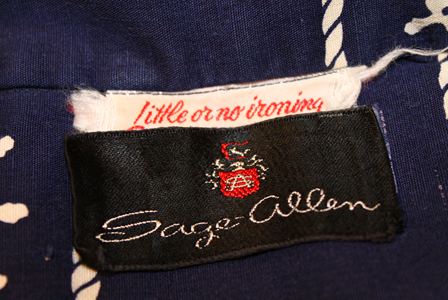 Little or no ironing
Sage-Allen